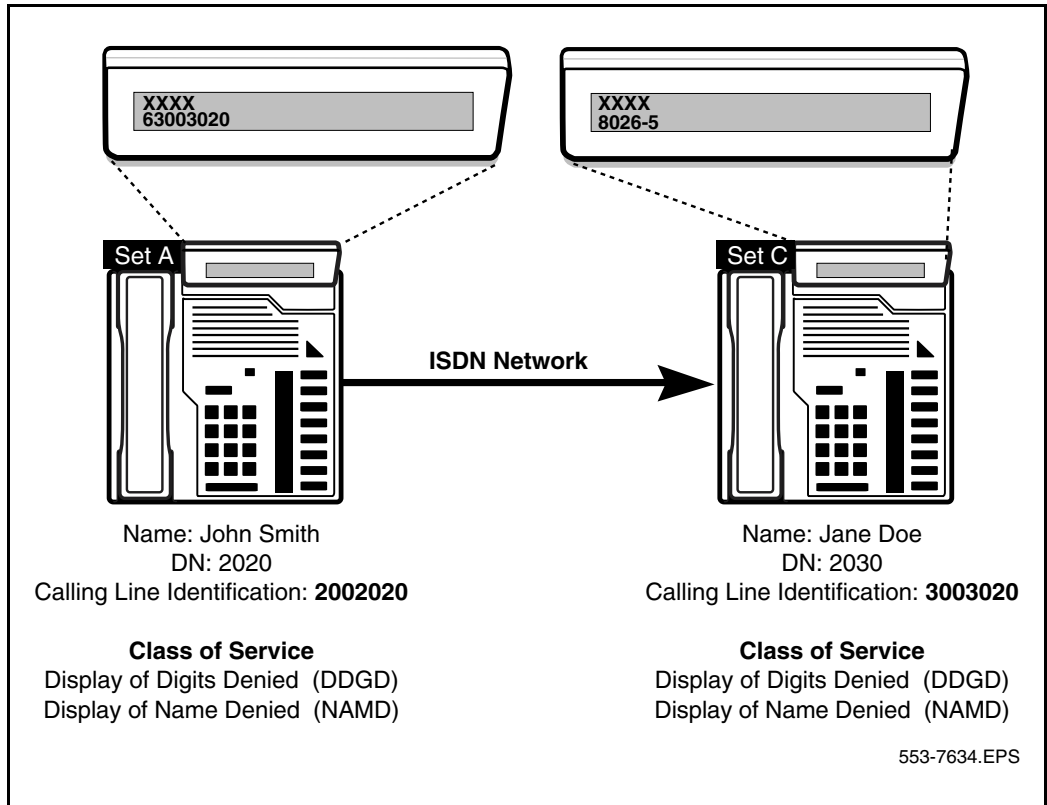 XXXX
63003020
XXXX
8026-5
Set A
Set C
ISDN Network
Name: John Smith
DN: 2020
Calling Line Identification: 2002020
Class of Service
Display of Digits Denied (DDGD)
Display of Name Denied (NAMD)
Name: Jane Doe
DN: 2030
Calling Line Identification: 3003020
Class of Service
Display of Digits Denied (DDGD)
Display of Name Denied (NAMD)
553-7634.EPS